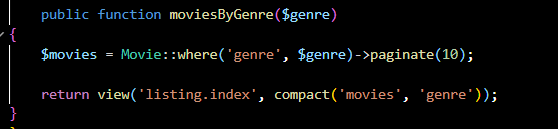 public function moviesByGenre($genre)
{
$movies = Movie::where('genre', $genre)->paginate(10);
return view('listing.index', compact('movies', 'genre'));
}